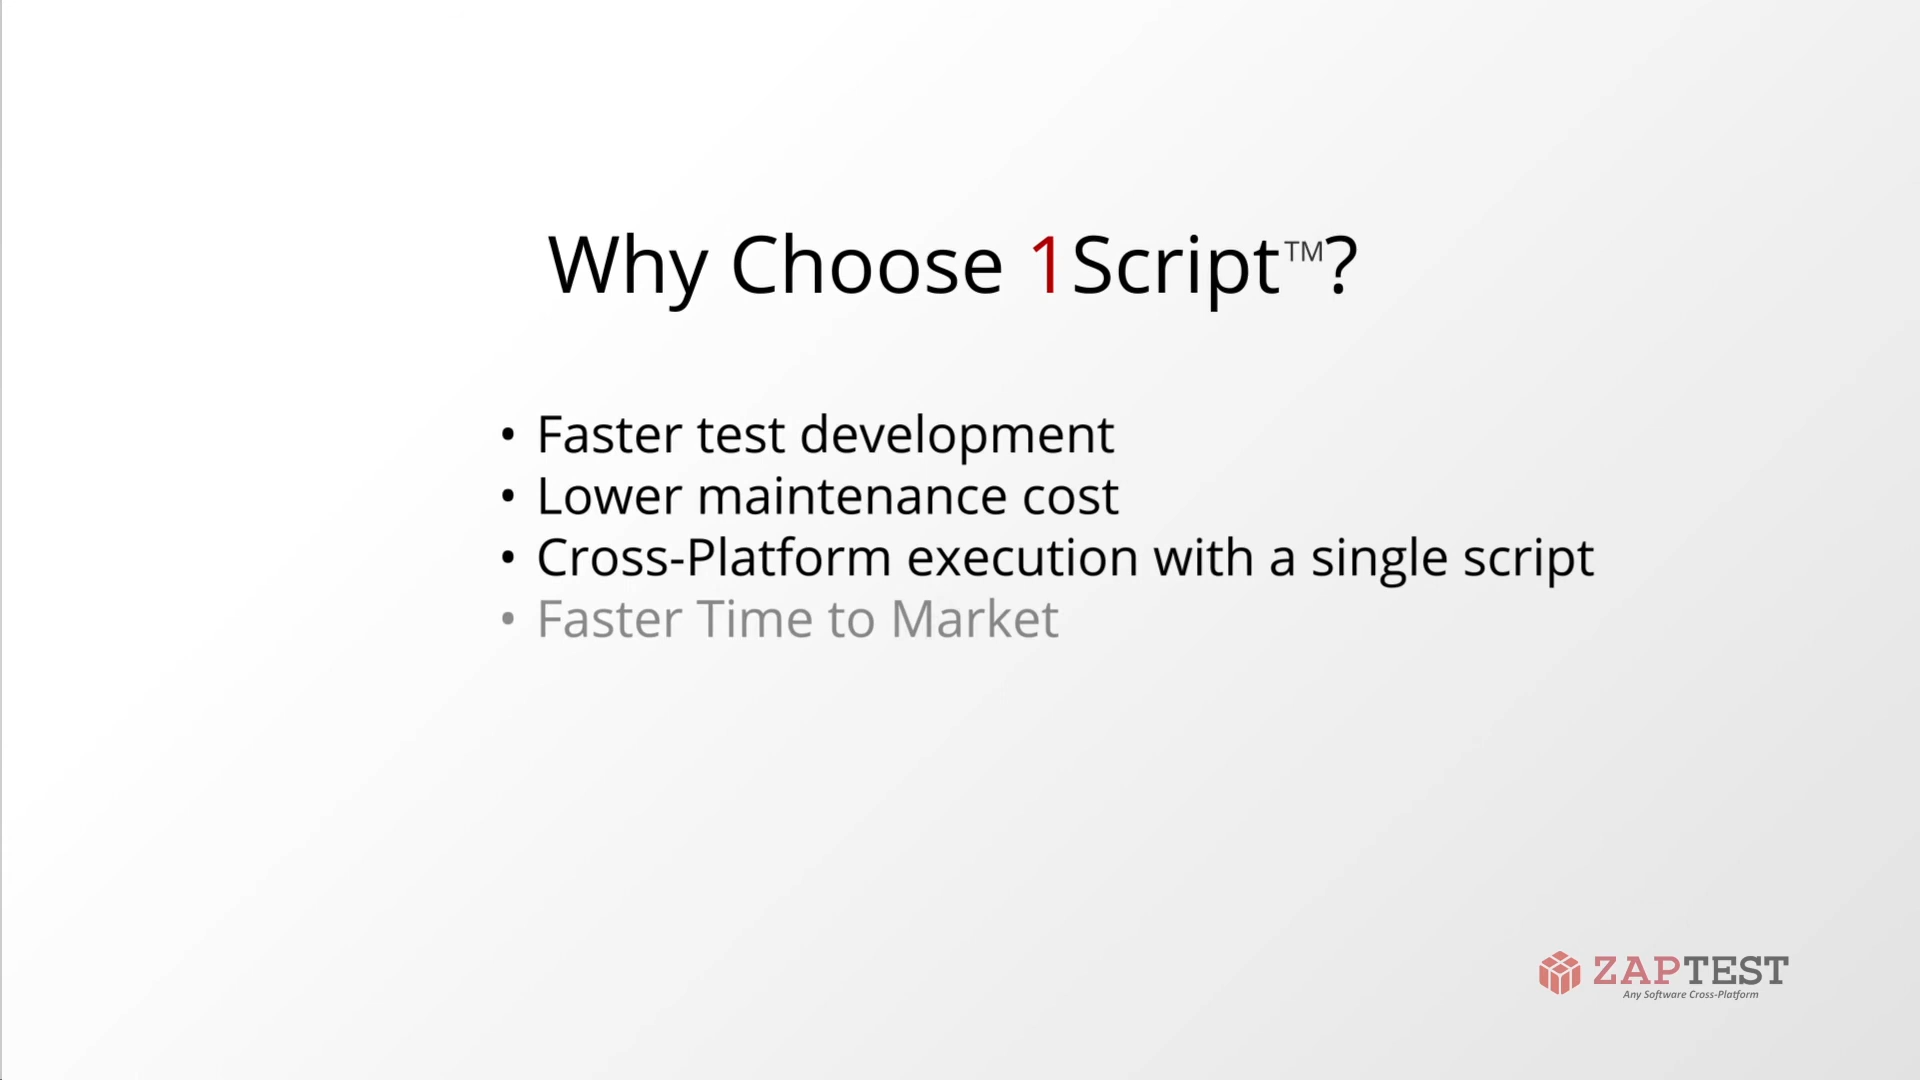 Why Choose 1Script™?
• Faster test development
• Lower maintenance cost
• Cross-Platform execution with a single script
• Faster Time to Market
ZAPTEST
Any Software Cross-Platform